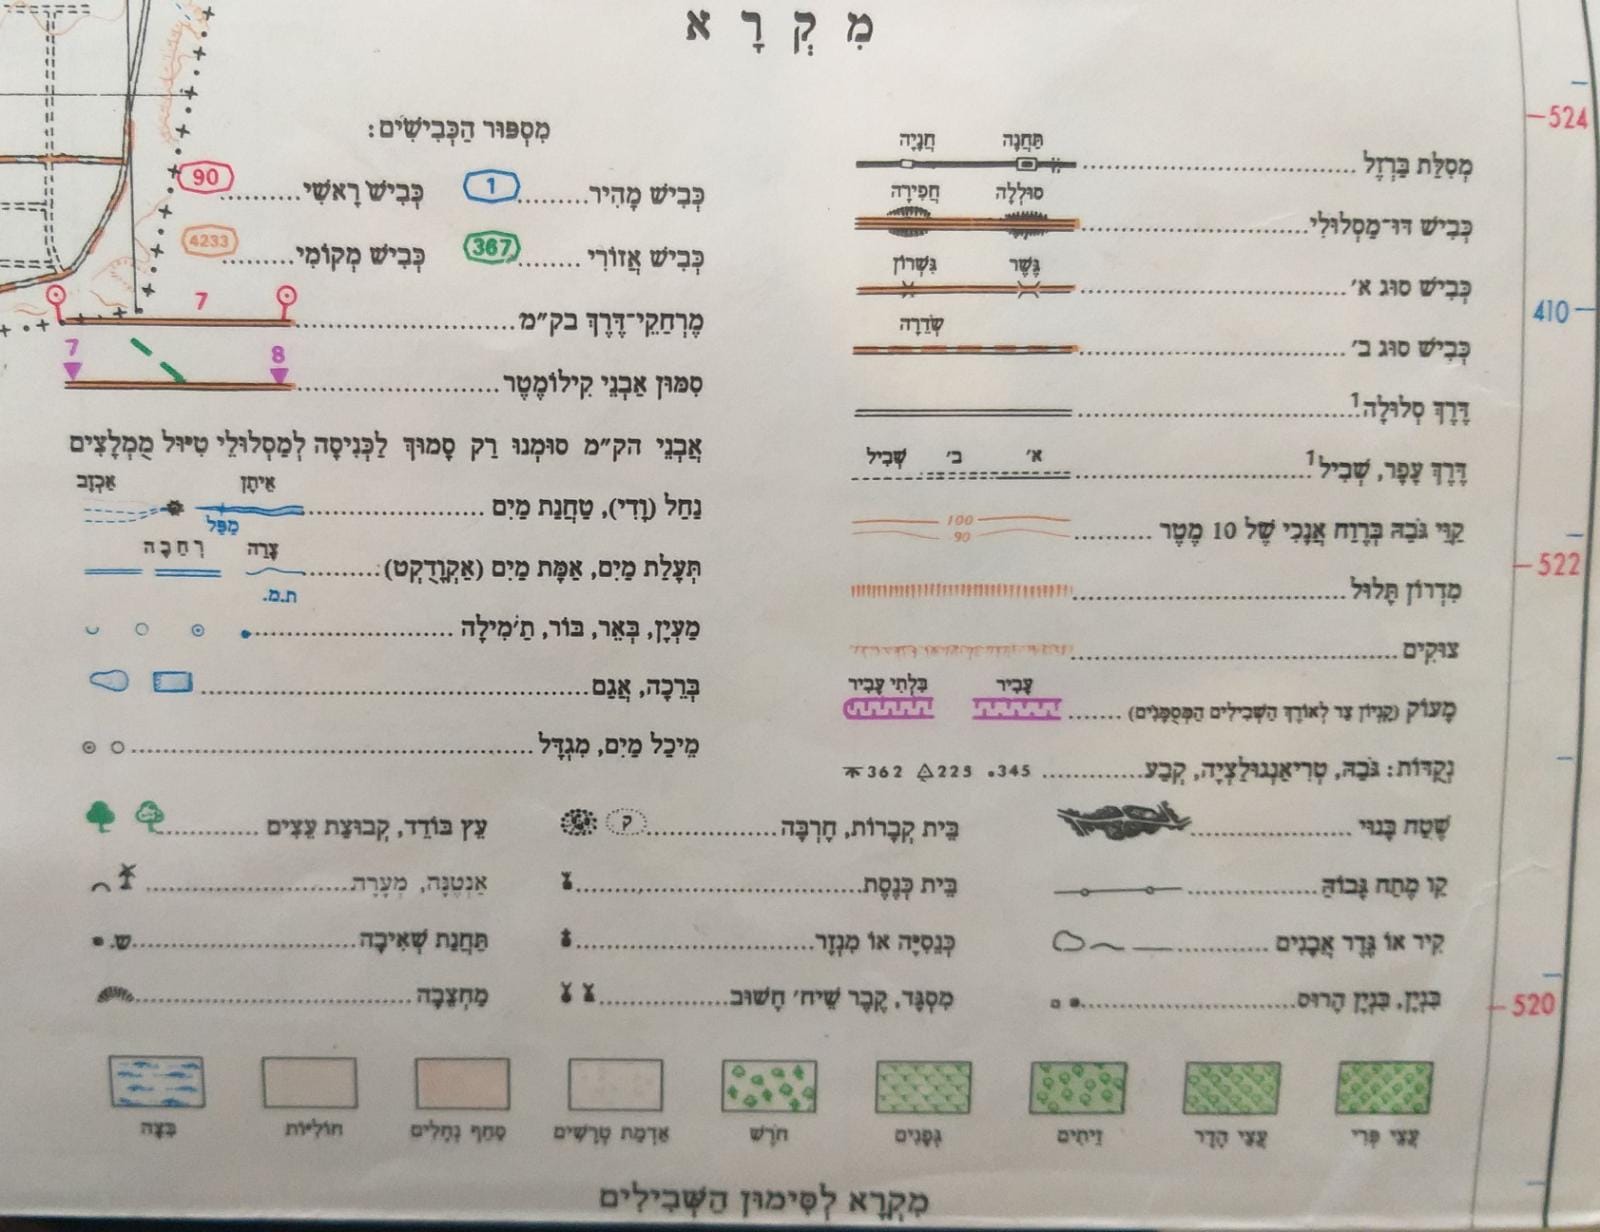 מִקְרָא
תַּחֲנָה חֲנָיָה
מְסִלַּת בַּרְזֶל
סוֹלְלָה חֲפִירָה
כְּבִישׁ דּוּ־מַסְלוּלִי
גֶּשֶׁר גִּשְׁרוֹן
כְּבִישׁ סוּג א׳
שְׂדֵרָה
כְּבִישׁ סוּג ב׳
דֶּרֶךְ סְלוּלָה1
א׳ ב׳ שְׁבִיל
דֶּרֶךְ עָפָר, שְׁבִיל1
קַוֵּי גֹּבַהּ בְּרֶוַח אֲנָכִי שֶׁל 10 מֶטֶר
100
90
מִדְרוֹן תָּלוּל
צוּקִים
עָבִיר בִּלְתִּי עָבִיר
מָעוֹק (קַנְיוֹן צַר לְאוֹרֶךְ הַשְּׁבִילִים הַמְּסֻמָּנִים)
נְקֻדּוֹת: גֹּבַהּ, טְרִיאַנְגּוּלַצְיָה, קֶבַע .345 225 362
מִסְפּוּר הַכְּבִישִׁים:
כְּבִישׁ מָהִיר 1 כְּבִישׁ רָאשִׁי 90
כְּבִישׁ אֲזוֹרִי 367 כְּבִישׁ מְקוֹמִי 4233
מֶרְחַקֵי־דֶּרֶךְ בק״מ 7
סִמּוּן אַבְנֵי קִילוֹמֶטֶר 8 7
אַבְנֵי הק״מ סוּמְנוּ רַק סָמוּךְ לַכְּנִיסָה לְמַסְלוּלֵי טִיּוּל מֻמְלָצִים
אֵיתָן אַכְזָב
נַחַל (וָדִי), טַחֲנַת מַיִם
מַפָּל
צָרָה רְחָבָה
תְּעָלַת מַיִם, אַמַּת מַיִם (אַקְוֶדֻקְט)
ת.מ.
מַעְיָן, בְּאֵר, בּוֹר, תַ׳מִילָה
בְּרֵכָה, אֲגַם
מֵיכַל מַיִם, מִגְדָּל
שֶׁטַח בָּנוּי
קַו מֶתַח גָּבוֹהַּ
קִיר אוֹ גֶּדֶר אֲבָנִים
בִּנְיָן, בִּנְיָן הָרוּס
בֵּית קְבָרוֹת, חָרְבָּה ק
בֵּית כְּנֶסֶת
כְּנֵסִיָּה אוֹ מִנְזָר
מִסְגָּד, קֶבֶר שֵׁיח׳ חָשׁוּב
עֵץ בּוֹדֵד, קְבוּצַת עֵצִים
אַנְטֶנָּה, מְעָרָה
תַּחֲנַת שְׁאִיבָה ש.
מַחְצֵבָה
עֲצֵי פְּרִי עֲצֵי הָדָר זֵיתִים גְּפָנִים חֹרֶשׁ אַדְמַת טְרָשִׁים סַחַף נְחָלִים חוֹלִיּוֹת בִּצָּה
מִקְרָא לְסִימוּן הַשְּׁבִילִים
524
410
522
520